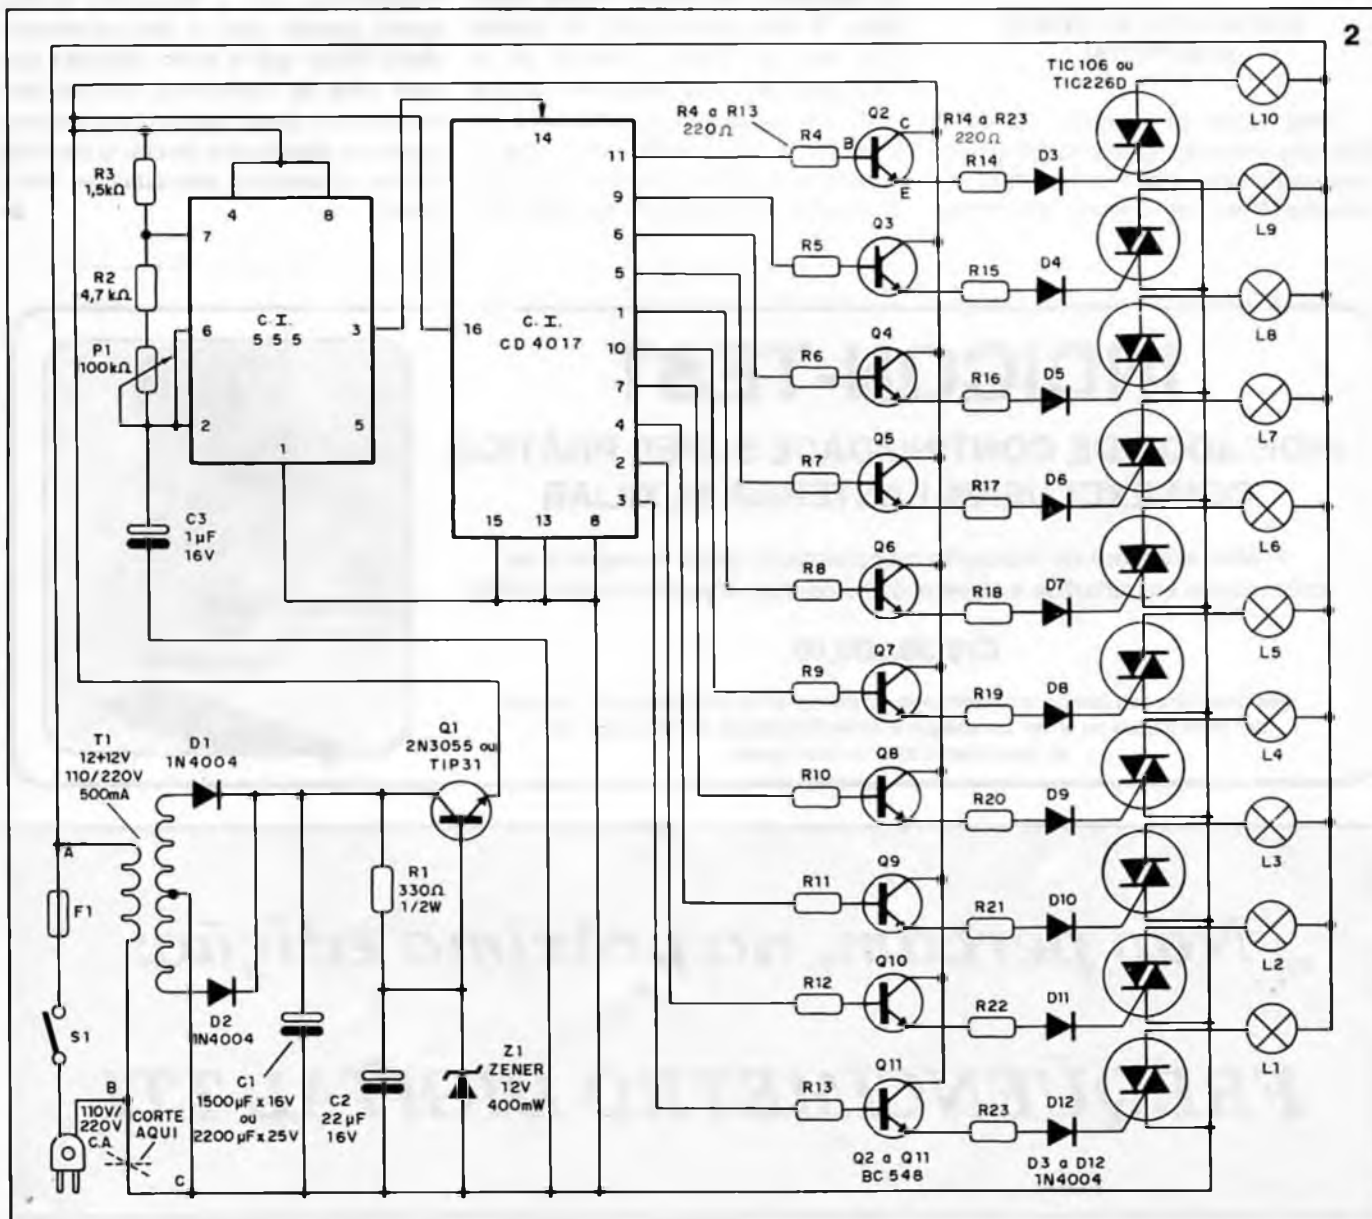 2
TIC106 ou
TIC226D
L10
L9
L8
L7
L6
L5
L4
L3
L2
L1
R4 a R13
220Ω
R4
B
Q2
C
E
R14 a R23
220Ω
R14
D3
R5
Q3
R15
D4
R6
Q4
R16
D5
R7
Q5
R17
D6
R8
Q6
R18
D7
R9
Q7
R19
D8
R10
Q8
R20
D9
R11
Q9
R21
D10
R12
Q10
R22
D11
R13
Q11
R23
D12
Q2 a Q11
BC 548
D3 a D12
1N4004
R3
1,5kΩ
R2
4,7 kΩ
P1
100kΩ
C3
1µF
16V
4
8
7
6
2
3
5
1
C. I.
5 5 5
14
16
C. I.
CD 4017
11
9
6
5
1
10
7
4
2
3
15
13
8
T1
12+12V
110/220V
500mA
D1
1N4004
D2
1N4004
Q1
2N3055 ou
TIP31
R1
330Ω
1/2W
C1
1500µF x 16V
ou
2200µF x 25V
C2
22µF
16V
Z1
ZENER
12V
400mW
A
F1
S1
B
110V/
220V
C.A.
CORTE
AQUI
C